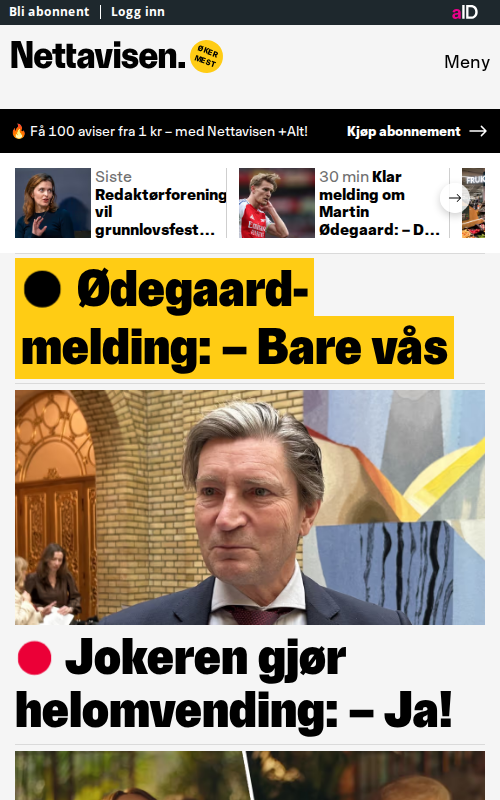 Bli abonnent Logg inn
aID
Nettavisen.
ØKER
MEST
Meny
🔥 Få 100 aviser fra 1 kr – med Nettavisen +Alt! Kjøp abonnement
Siste
Redaktørforening
vil
grunnlovsfest...
30 min Klar
melding om
Martin
Ødegaard: – D...
FRUK
Ødegaard-
melding: – Bare vås
Jokeren gjør
helomvending: – Ja!